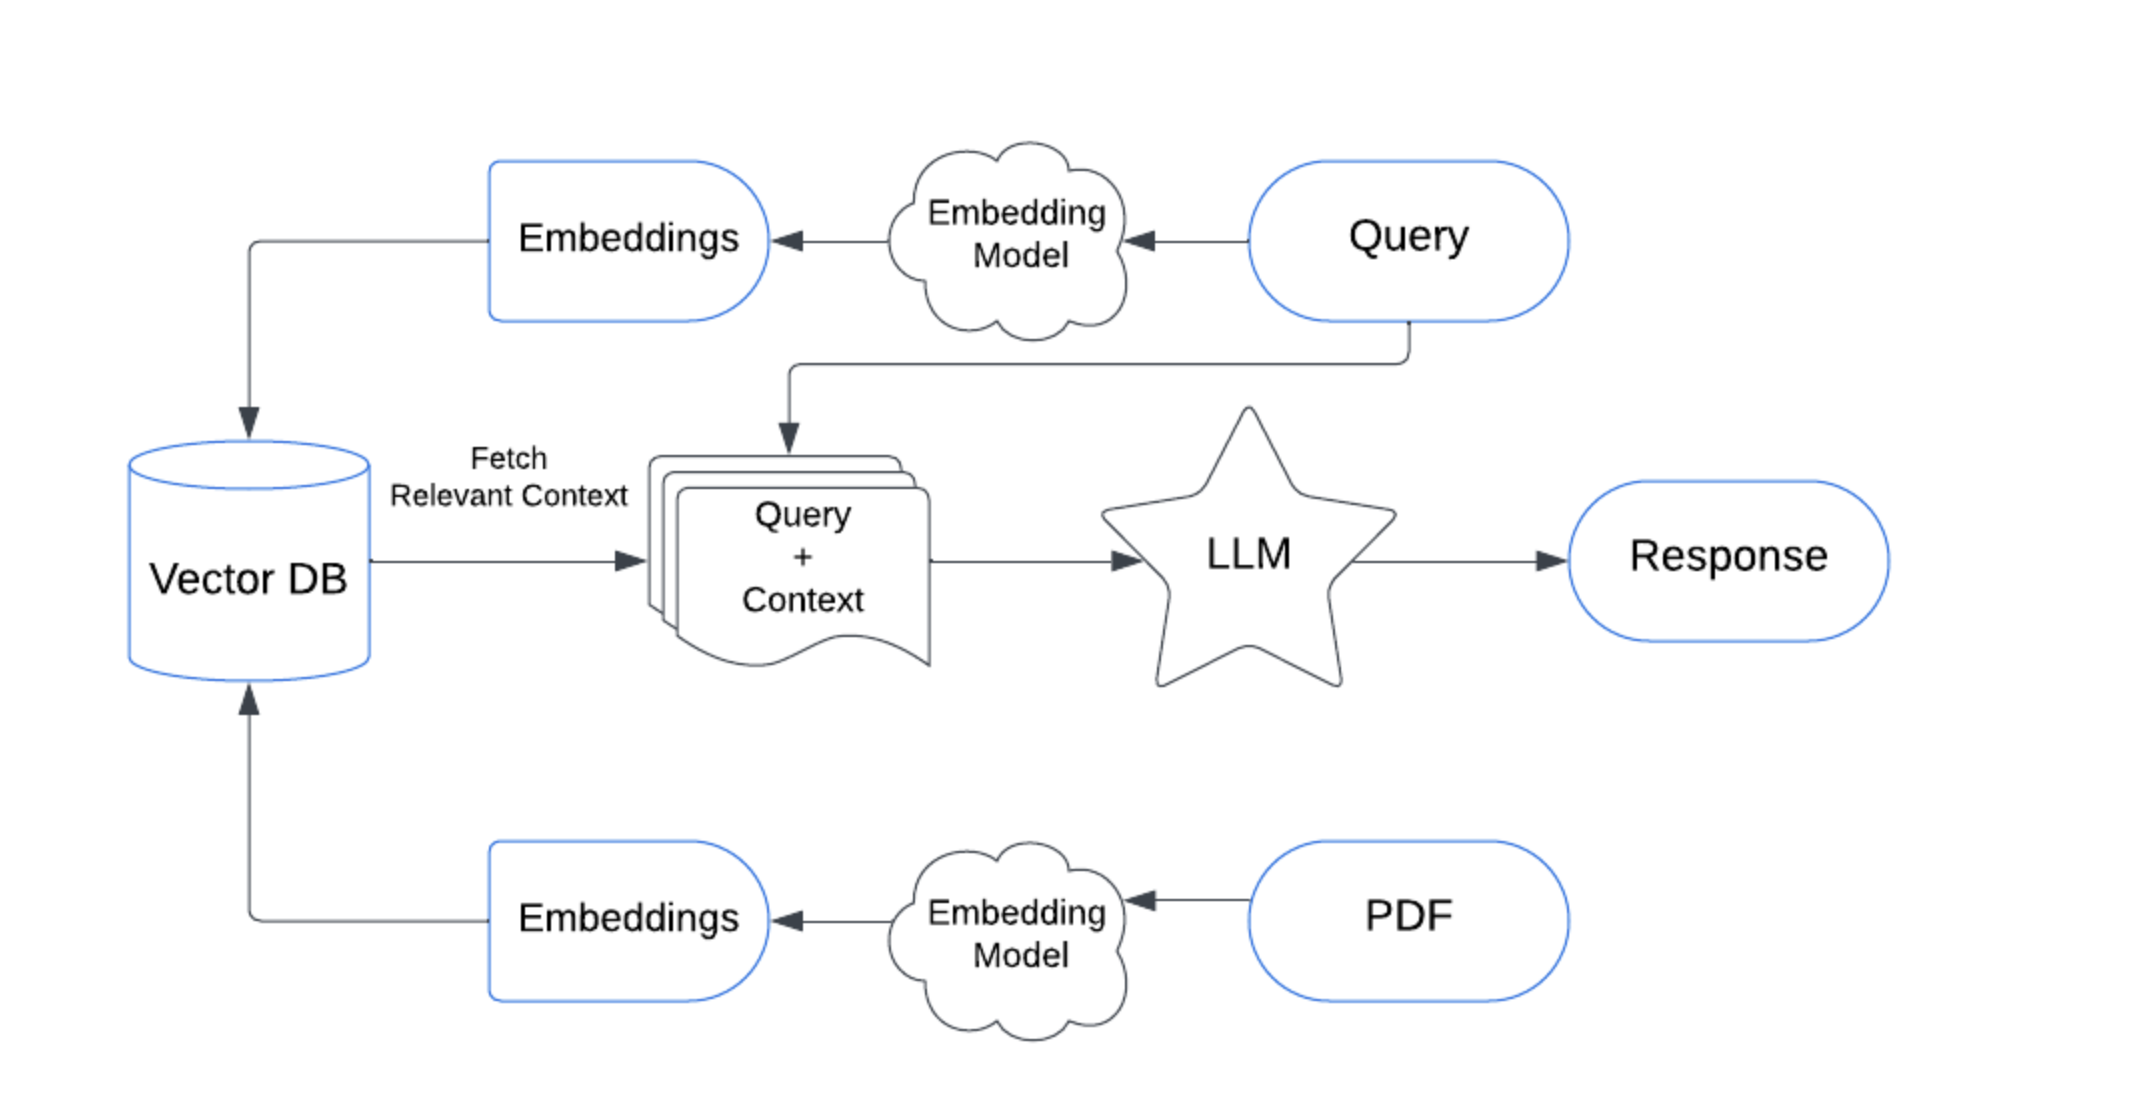 Embeddings
Embedding
Model
Query
Fetch
Relevant Context
Vector DB
Query
+
Context
LLM
Response
Embeddings
Embedding
Model
PDF